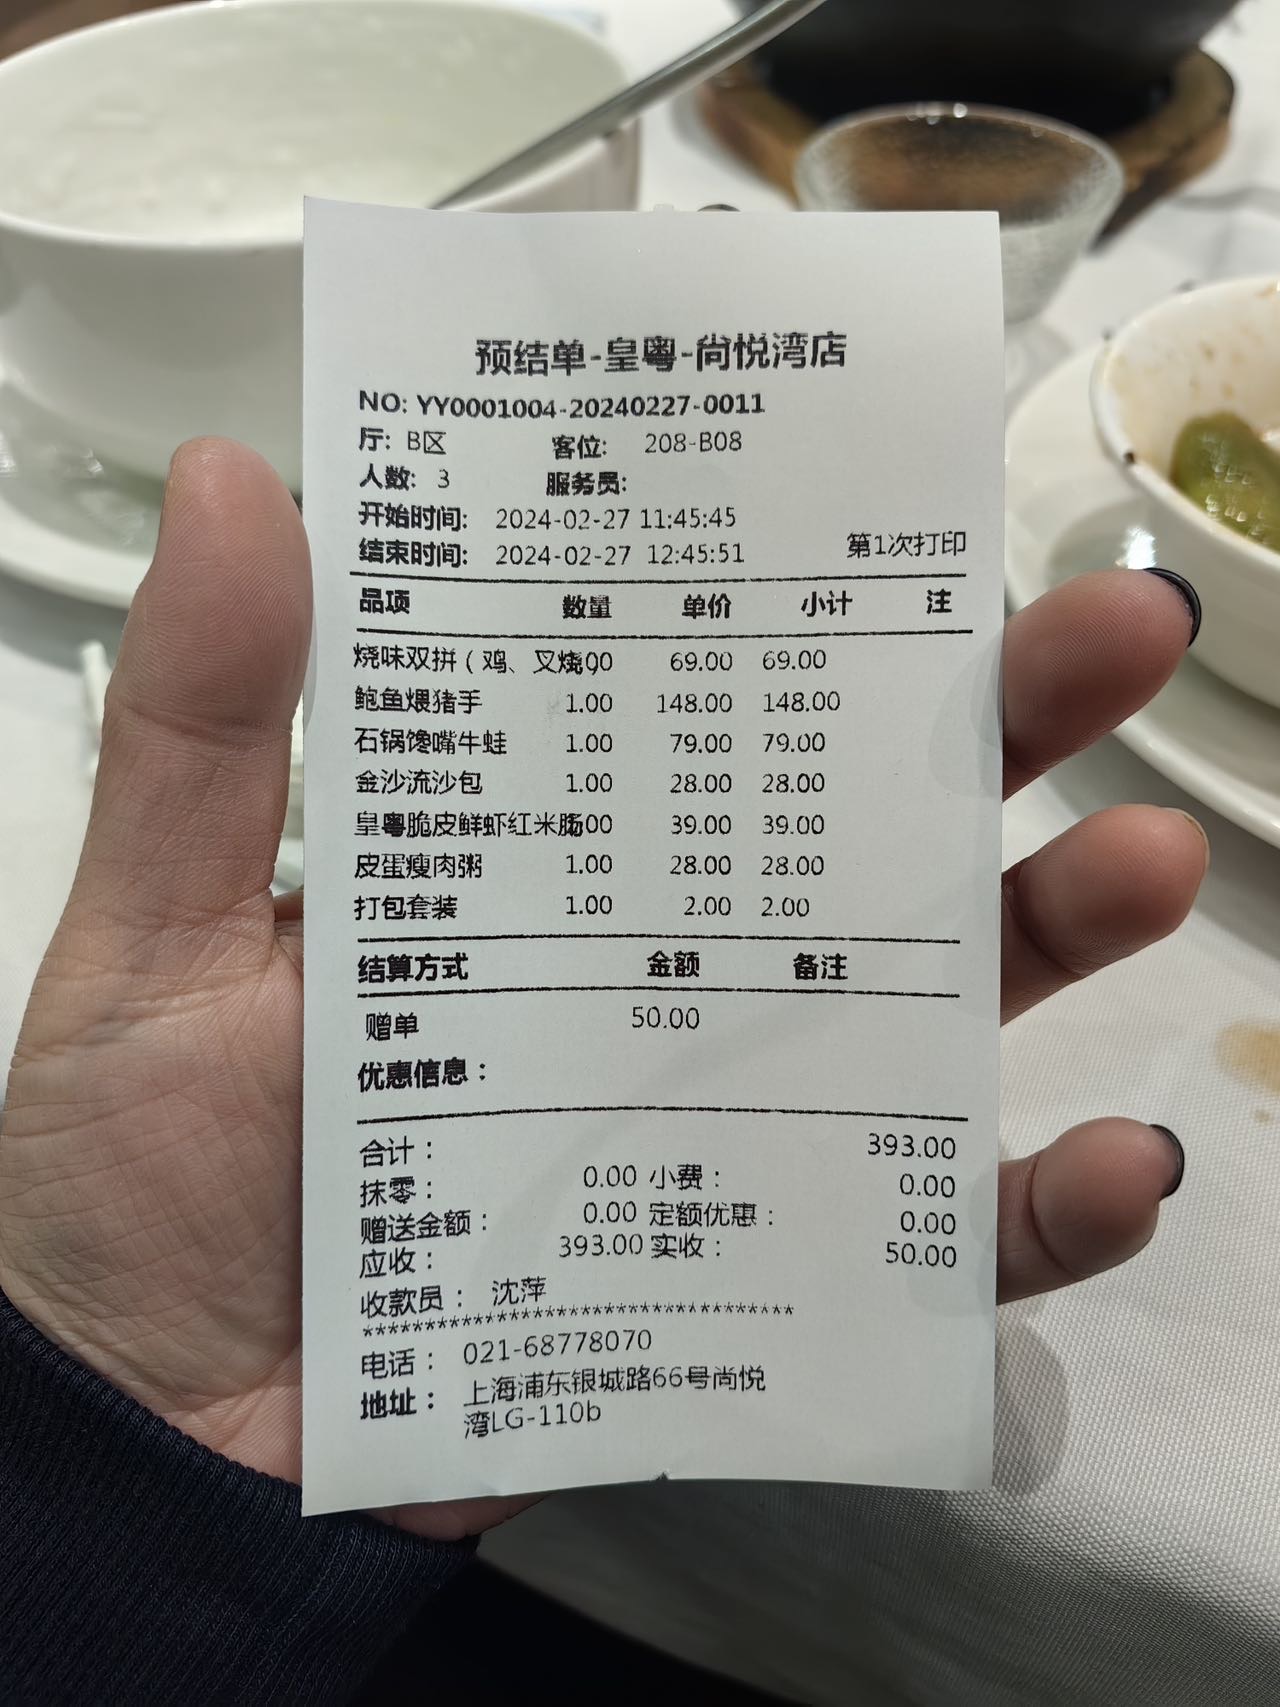 预结单-皇粤-尚悦湾店
NO: YY0001004-20240227-0011
厅: B区 客位: 208-B08
人数: 3 服务员:
开始时间: 2024-02-27 11:45:45
结束时间: 2024-02-27 12:45:51 第1次打印
品项 数量 单价 小计 注
烧味双拼（鸡、叉烧 00 69.00 69.00
鲍鱼煨猪手 1.00 148.00 148.00
石锅馋嘴牛蛙 1.00 79.00 79.00
金沙流沙包 1.00 28.00 28.00
皇粤脆皮鲜虾红米肠 00 39.00 39.00
皮蛋瘦肉粥 1.00 28.00 28.00
打包套装 1.00 2.00 2.00
结算方式 金额 备注
赠单 50.00
优惠信息：
合计： 393.00
抹零： 0.00 小费： 0.00
赠送金额： 0.00 定额优惠： 0.00
应收： 393.00 实收： 50.00
收款员： 沈萍
***********************************
电话： 021-68778070
地址： 上海浦东银城路66号尚悦
湾LG-110b